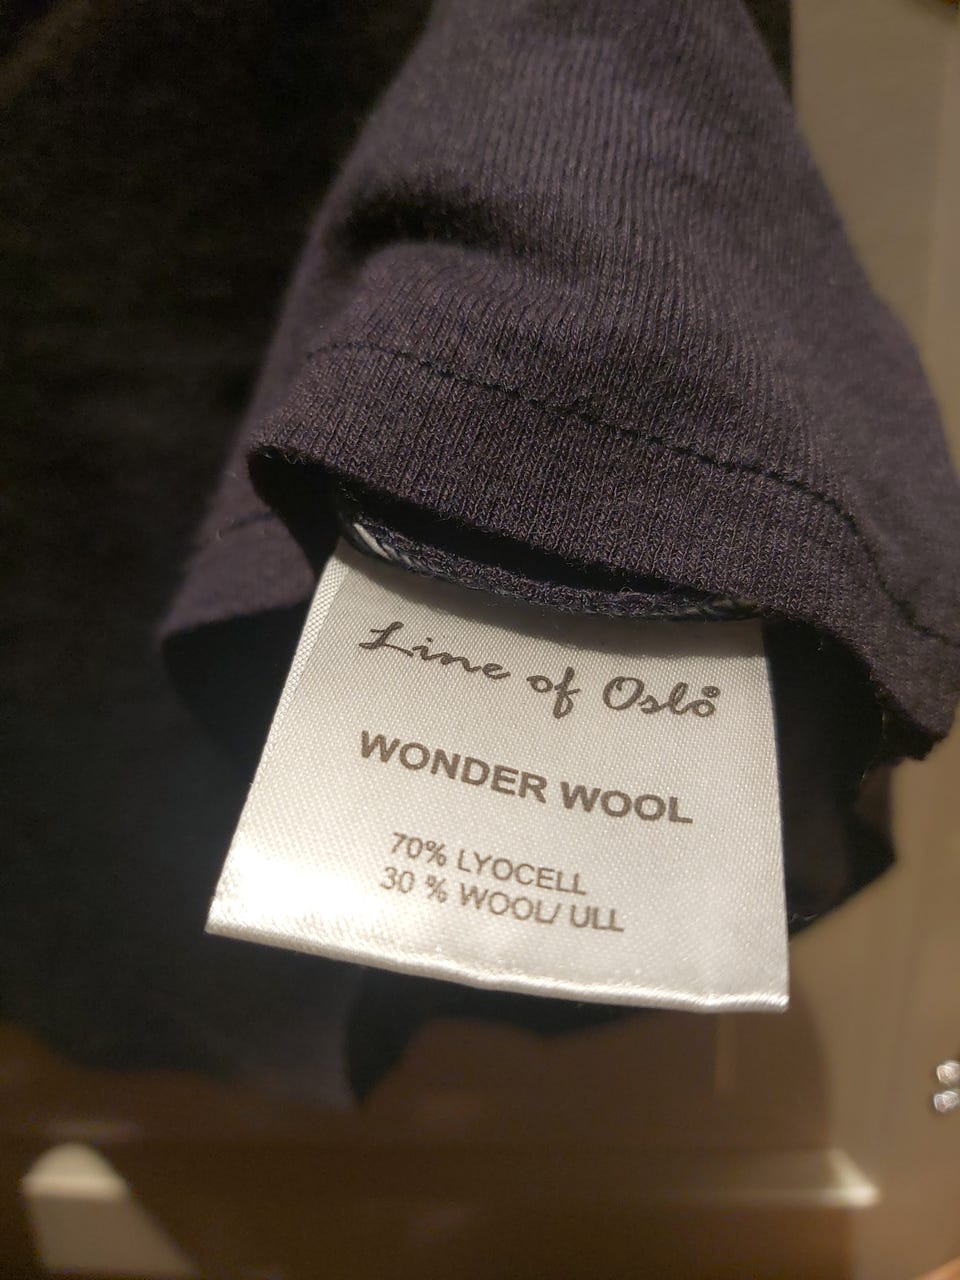 Line of Oslo
WONDER WOOL
70% LYOCELL
30 % WOOL/ ULL